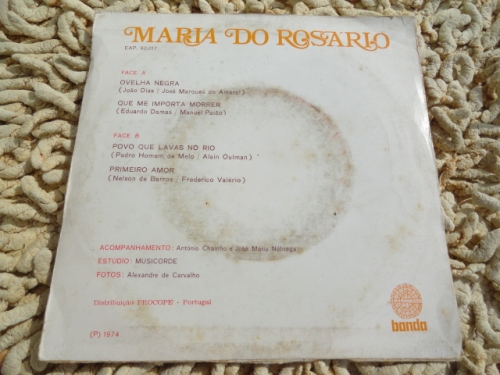 MARIA DO ROSARIO
FACE A
OVELHA NEGRA
(João Dias / José Marques do Amaral)
QUE ME IMPORTA MORRER
(Eduardo Damas / Manuel Paião)
FACE B
POVO QUE LAVAS NO RIO
(Pedro Homem de Melo / Alain Oulman)
PRIMEIRO AMOR
(Nelson de Barros / Frederico Valerio)
ACOMPANHAMENTO: António Chainho e José Maria Nóbrega
ESTUDIO: MUSICORDE
FOTOS: Alexandre de Carvalho
Distribuição FROCOPE - Portugal
(P) 1974
banda